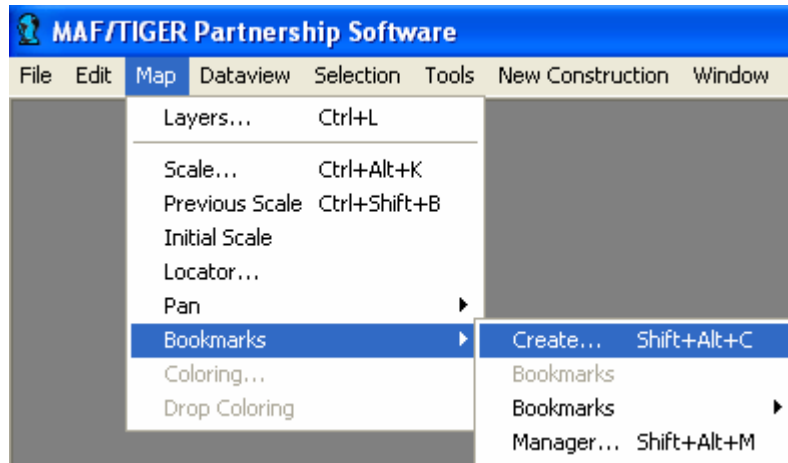 MAF/TIGER Partnership Software
File Edit Map Dataview Selection Tools New Construction Window
Layers... Ctrl+L
Scale... Ctrl+Alt+K
Previous Scale Ctrl+Shift+B
Initial Scale
Locator...
Pan
Bookmarks
Coloring...
Drop Coloring
Create... Shift+Alt+C
Bookmarks
Bookmarks
Manager... Shift+Alt+M